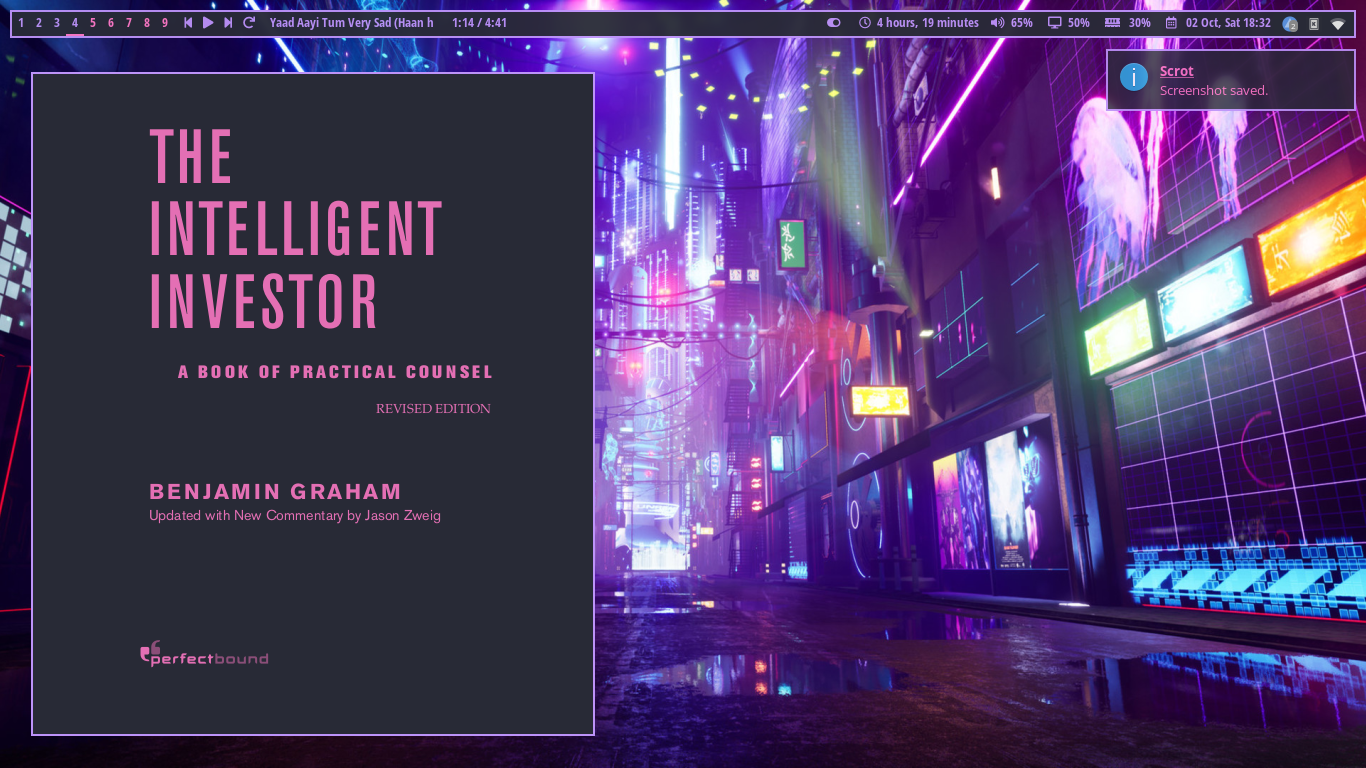 1 2 3 4 5 6 7 8 9 Yaad Aayi Tum Very Sad (Haan h 1:14 / 4:41 4 hours, 19 minutes 65% 50% 30% 02 Oct, Sat 18:32
Scrot
Screenshot saved.
THE
INTELLIGENT
INVESTOR
A BOOK OF PRACTICAL COUNSEL
REVISED EDITION
BENJAMIN GRAHAM
Updated with New Commentary by Jason Zweig
perfectbound